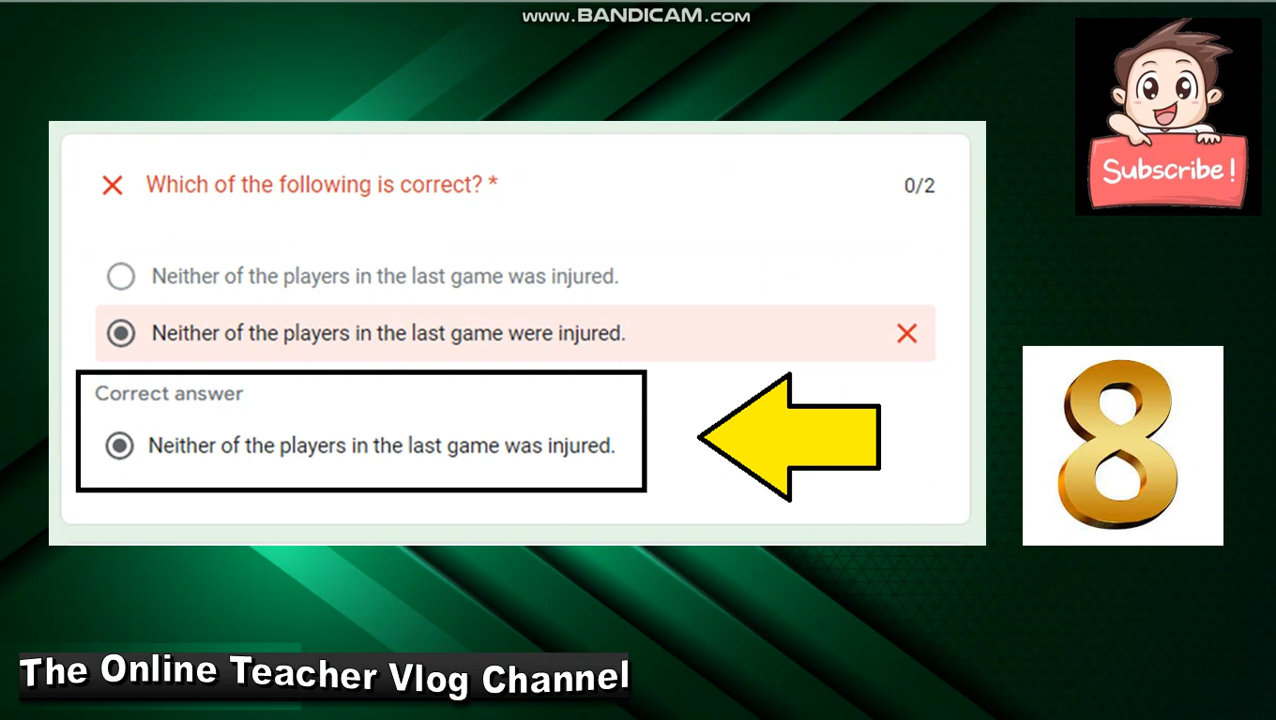 www.BANDICAM.com
Subscribe!
Which of the following is correct? *
0/2
Neither of the players in the last game was injured.
Neither of the players in the last game were injured.
Correct answer
Neither of the players in the last game was injured.
8
The Online Teacher Vlog Channel